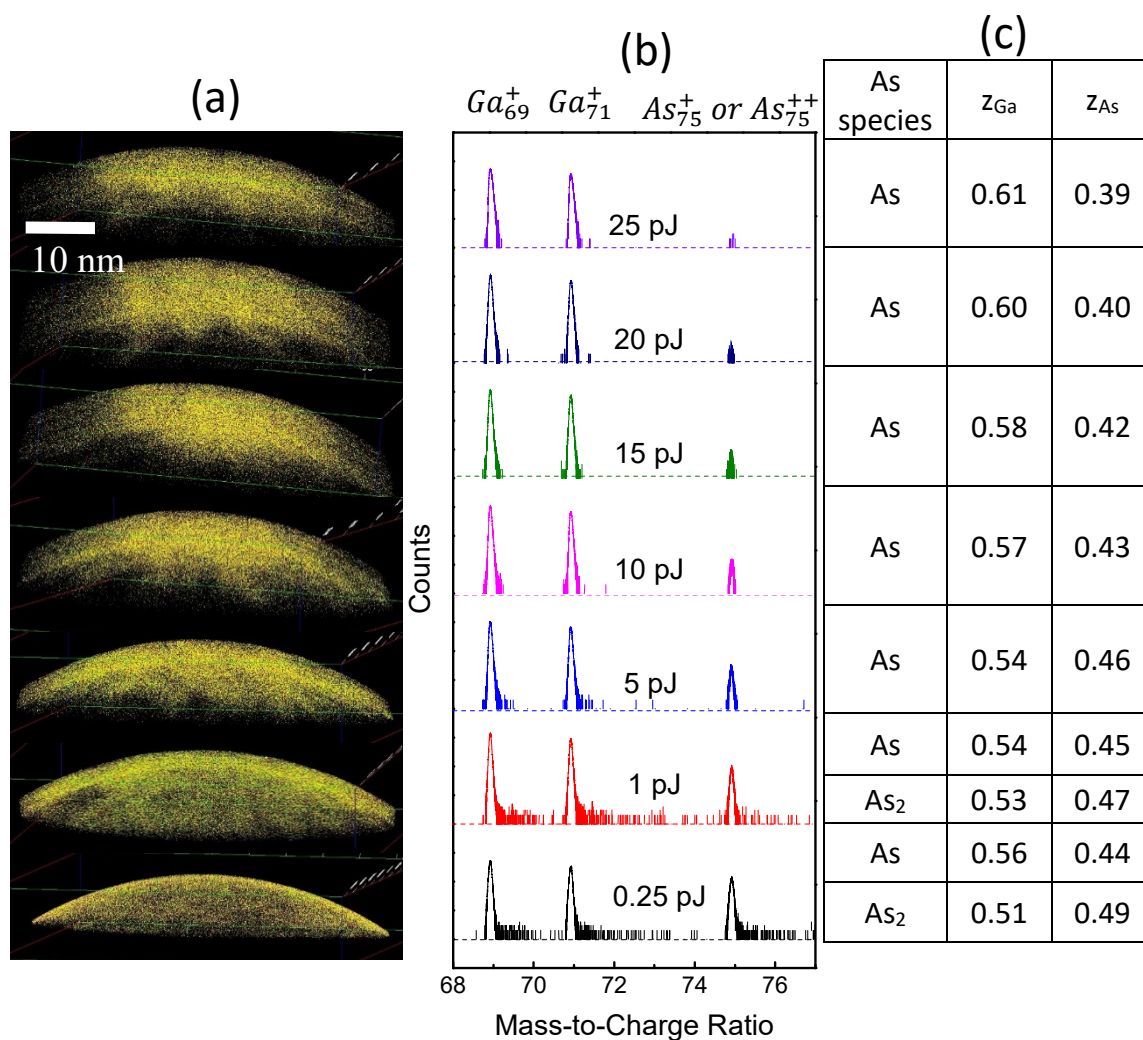 (a)
10 nm
(b)
Ga₆₉⁺ Ga₇₁⁺ As₇₅⁺ or As₇₅⁺⁺
25 pJ
20 pJ
15 pJ
10 pJ
5 pJ
1 pJ
0.25 pJ
Counts
68 70 72 74 76
Mass-to-Charge Ratio
(c)
As species z_Ga z_As
As 0.61 0.39
As 0.60 0.40
As 0.58 0.42
As 0.57 0.43
As 0.54 0.46
As 0.54 0.45
As₂ 0.53 0.47
As 0.56 0.44
As₂ 0.51 0.49